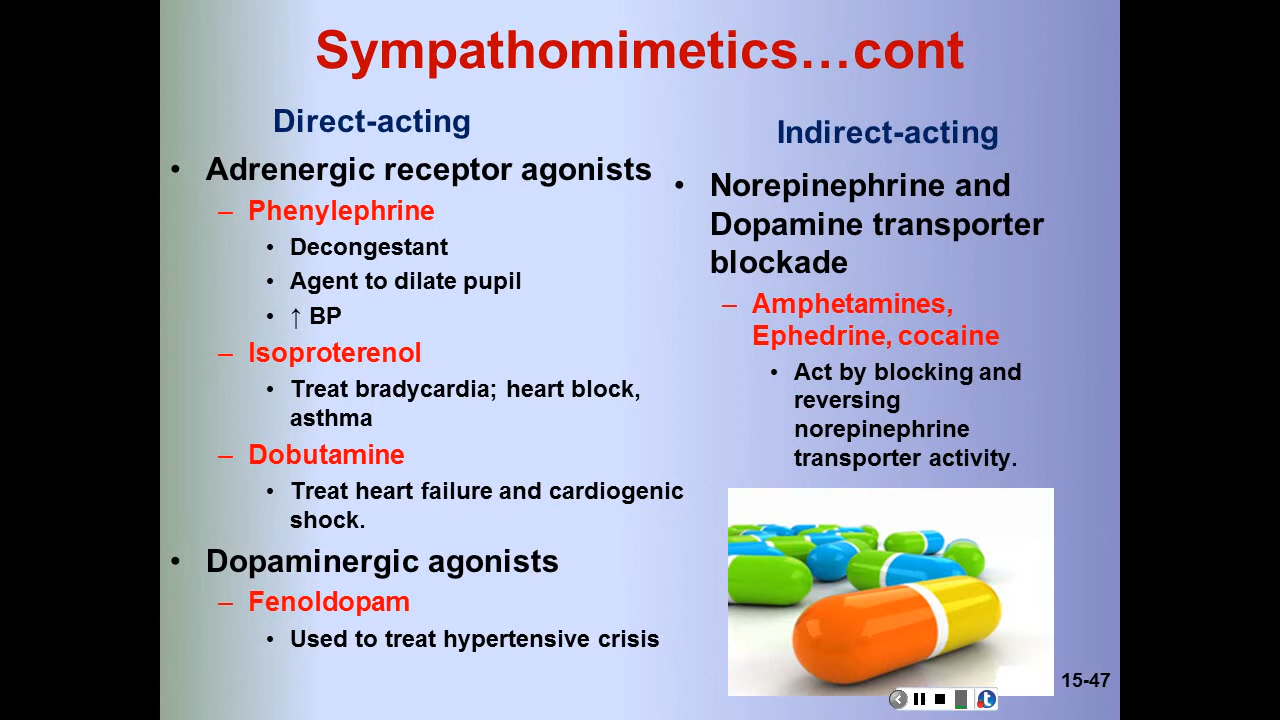 Sympathomimetics…cont
Direct-acting
• Adrenergic receptor agonists
– Phenylephrine
• Decongestant
• Agent to dilate pupil
• ↑ BP
– Isoproterenol
• Treat bradycardia; heart block,
asthma
– Dobutamine
• Treat heart failure and cardiogenic
shock.
• Dopaminergic agonists
– Fenoldopam
• Used to treat hypertensive crisis
Indirect-acting
• Norepinephrine and
Dopamine transporter
blockade
– Amphetamines,
Ephedrine, cocaine
• Act by blocking and
reversing
norepinephrine
transporter activity.
15-47
t